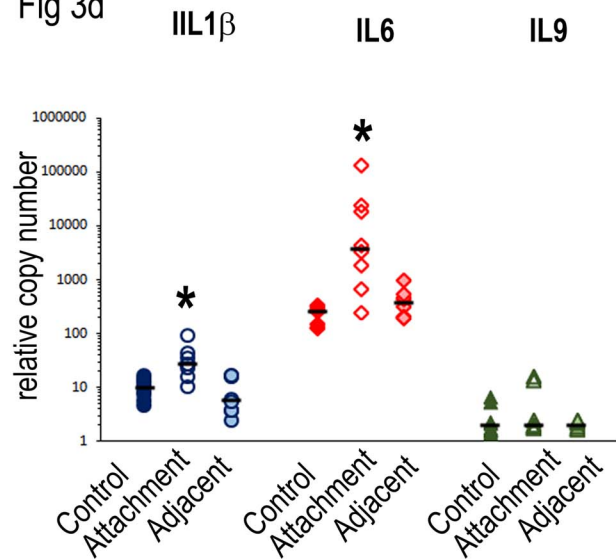 Fig 3d
IIL1β
IL6
IL9
relative copy number
1000000
100000
10000
1000
100
10
1
*
*
Control
Attachment
Adjacent
Control
Attachment
Adjacent
Control
Attachment
Adjacent